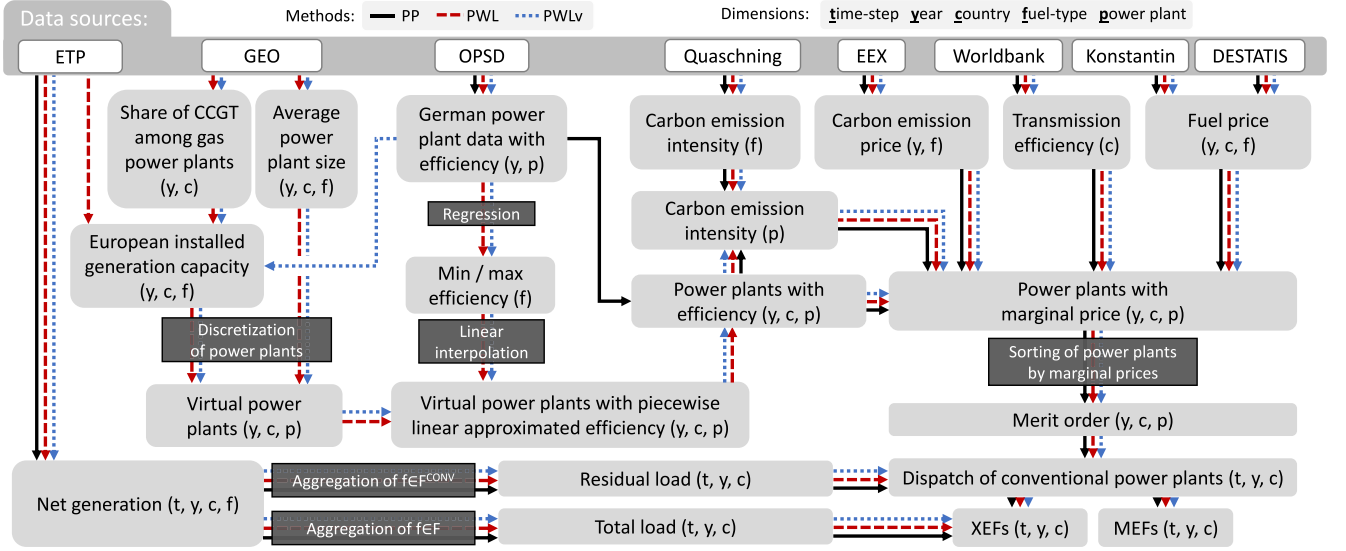 Data sources:
Methods: PP PWL PWLv
Dimensions: time-step year country fuel-type power plant
ETP
GEO
OPSD
Quaschning
EEX
Worldbank
Konstantin
DESTATIS
Share of CCGT
among gas
power plants
(y, c)
Average
power
plant size
(y, c, f)
German power
plant data with
efficiency (y, p)
Carbon emission
intensity (f)
Carbon emission
price (y, f)
Transmission
efficiency (c)
Fuel price
(y, c, f)
Regression
Carbon emission
intensity (p)
European installed
generation capacity
(y, c, f)
Min / max
efficiency (f)
Power plants with
efficiency (y, c, p)
Power plants with
marginal price (y, c, p)
Discretization
of power plants
Linear
interpolation
Sorting of power plants
by marginal prices
Virtual power
plants (y, c, p)
Virtual power plants with piecewise
linear approximated efficiency (y, c, p)
Merit order (y, c, p)
Net generation (t, y, c, f)
Aggregation of f∈F^CONV
Residual load (t, y, c)
Dispatch of conventional power plants (t, y, c)
Aggregation of f∈F
Total load (t, y, c)
XEFs (t, y, c)
MEFs (t, y, c)